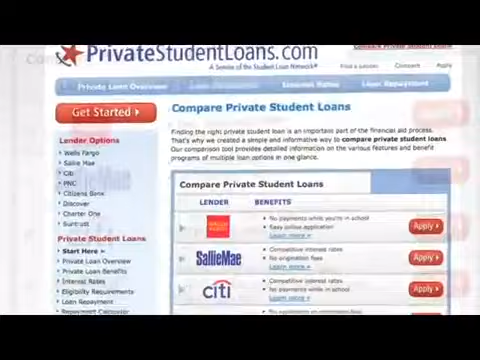 PrivateStudentLoans.com
A Service of the Student Loan Network
Find a Lender Compare Apply
Private Loan Overview Interest Rates Loan Repayment
Get Started
Compare Private Student Loans
Finding the right private student loan is an important part of the financial aid process.
That's why we created a simple and informative way to compare private student loans
Our comparison tool provides detailed information on the various features and benefit
programs of multiple loan options in one glance.
Lender Options
Wells Fargo
Sallie Mae
Citi
PNC
Citizens Bank
Discover
Charter One
Suntrust
Private Student Loans
Start Here
Private Loan Overview
Private Loan Benefits
Interest Rates
Eligibility Requirements
Loan Repayment
Repayment Calculator
Compare Private Student Loans
LENDER BENEFITS
WELLS FARGO
No payments while you're in school
Easy online application
Learn more
Apply
SallieMae
Competitive interest rates
No origination fees
Learn more
Apply
citi
Competitive interest rates
No payments while in school
Learn more
Apply